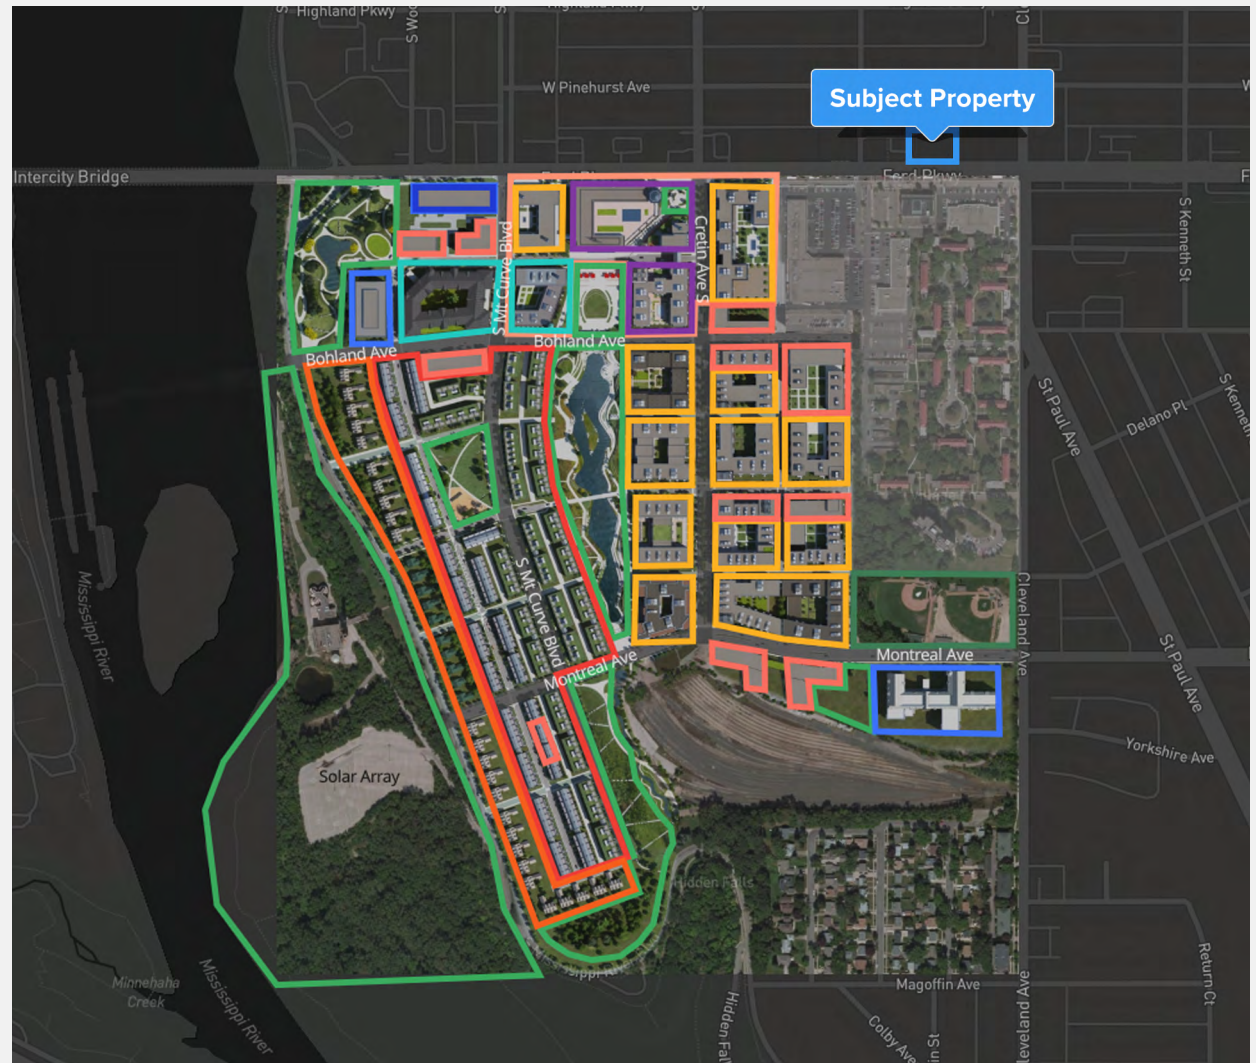 Highland Pkwy
W Pinehurst Ave
Subject Property
Intercity Bridge
Ford Pkwy
S Kenneth St
Cretin Ave S
S Mt Curve Blvd
Bohland Ave
Bohland Ave
St Paul Ave
Delano Pl
S Mt Curve Blvd
Mississippi River
Cleveland Ave
Montreal Ave
Montreal Ave
St Paul Ave
Yorkshire Ave
Solar Array
Hidden Falls
Minnehaha
Creek
Mississippi River
Magoffin Ave
Return Ct
Colby Ave